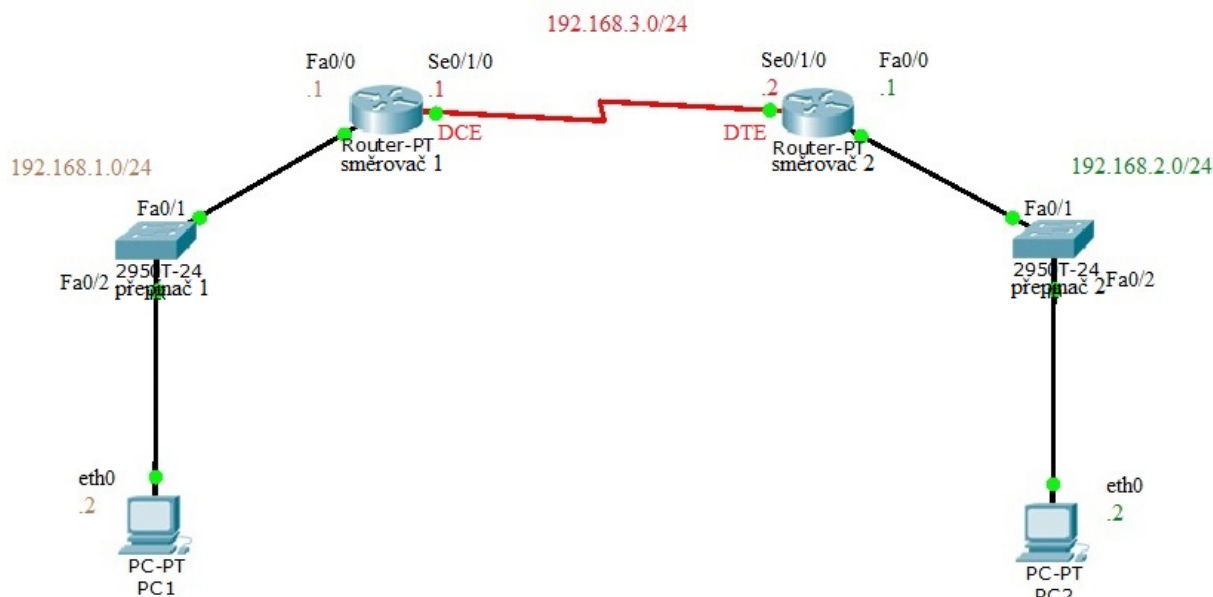 192.168.3.0/24
Fa0/0
Se0/1/0
Se0/1/0
Fa0/0
.1
.1
.2
.1
DCE
DTE
Router-PT
směrovač 1
Router-PT
směrovač 2
192.168.1.0/24
192.168.2.0/24
Fa0/1
Fa0/1
2950T-24
přepínač 1
2950T-24
přepínač 2
Fa0/2
Fa0/2
eth0
.2
eth0
.2
PC-PT
PC1
PC-PT
PC2